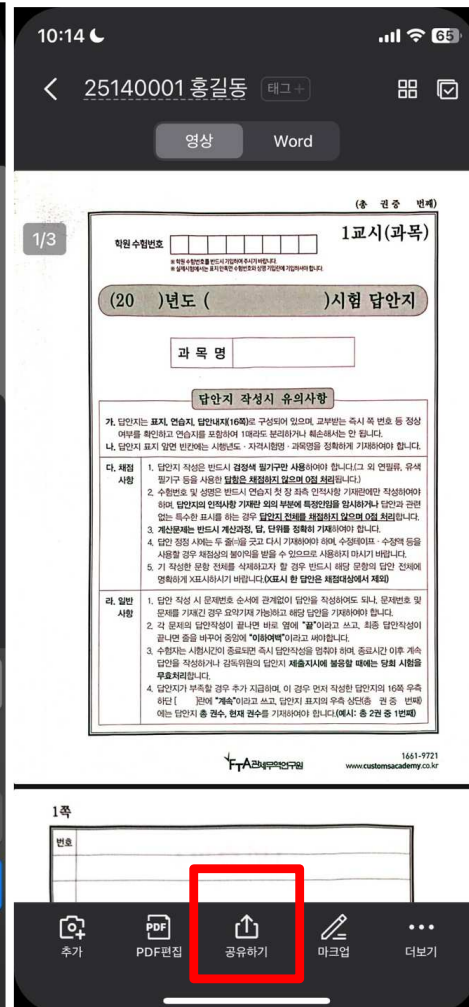 10:14
65
25140001 홍길동 태그+
영상 Word
1/3
(총 권 중 번째)
1교시(과목)
학원 수험번호
※ 학원 수험번호를 반드시 기입하여 주시기 바랍니다.
(20 )년도 ( )시험 답안지
과 목 명
답안지 작성시 유의사항
가. 답안지는 표지, 연습지, 답안내지(16쪽)로 구성되어 있으며, 교부받는 즉시 쪽 번호 등 정상
여부를 확인하고 연습지를 포함하여 1매라도 분리하거나 훼손해서는 안 됩니다.
나. 답안지 표지 앞면 빈칸에는 시행년도 · 자격시험명 · 과목명을 정확하게 기재하여야 합니다.
다. 채점
사항
1. 답안지 작성은 반드시 검정색 필기구만 사용하여야 합니다.(그 외 연필류, 유색
필기구 등을 사용한 답항은 채점하지 않으며 0점 처리됩니다.)
2. 수험번호 및 성명은 반드시 연습지 첫 장 좌측 인적사항 기재란에만 작성하여야
하며, 답안지의 인적사항 기재란 외의 부분에 특정인임을 암시하거나 답안과 관련
없는 특수한 표시를 하는 경우 답안지 전체를 채점하지 않으며 0점 처리합니다.
3. 계산문제는 반드시 계산과정, 답, 단위를 정확히 기재하여야 합니다.
4. 답안 정정 시에는 두 줄(=)을 긋고 다시 기재하여야 하며, 수정테이프 · 수정액 등을
사용할 경우 채점상의 불이익을 받을 수 있으므로 사용하지 마시기 바랍니다.
5. 기 작성한 문항 전체를 삭제하고자 할 경우 반드시 해당 문항의 답안 전체에
명확하게 X표시하시기 바랍니다.(X표시 한 답안은 채점대상에서 제외)
라. 일반
사항
1. 답안 작성 시 문제번호 순서에 관계없이 답안을 작성하여도 되나, 문제번호 및
문제를 기재(긴 경우 요약기재 가능)하고 해당 답안을 기재하여야 합니다.
2. 각 문제의 답안작성이 끝나면 바로 옆에 "끝"이라고 쓰고, 최종 답안작성이
끝나면 줄을 바꾸어 중앙에 "이하여백"이라고 써야합니다.
3. 수험자는 시험시간이 종료되면 즉시 답안작성을 멈춰야 하며, 종료시간 이후 계속
답안을 작성하거나 감독위원의 답안지 제출지시에 불응할 때에는 당회 시험을
무효처리합니다.
4. 답안지가 부족할 경우 추가 지급하며, 이 경우 먼저 작성한 답안지의 16쪽 우측
하단 [ ]란에 "계속"이라고 쓰고, 답안지 표지의 우측 상단(총 권 중 번째)
에는 답안지 총 권수, 현재 권수를 기재하여야 합니다.(예시: 총 2권 중 1번째)
FTA관세무역연구원
1661-9721
www.customsacademy.co.kr
1쪽
번호
PDF
추가 PDF편집 공유하기 마크업 더보기